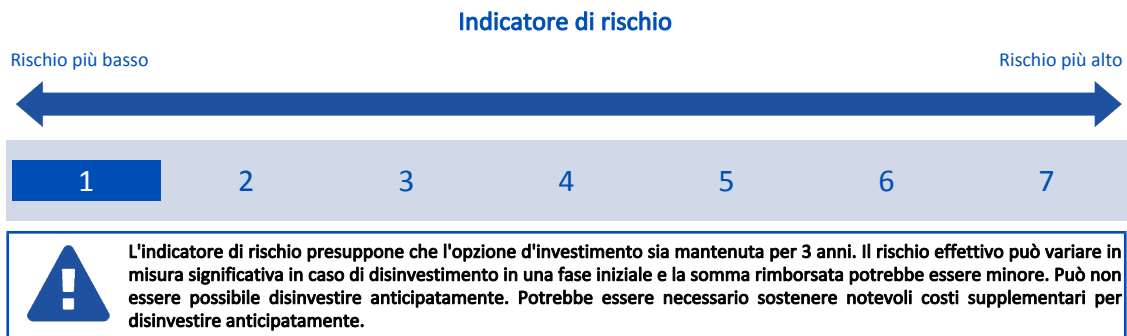 Indicatore di rischio
Rischio più basso
Rischio più alto
1 2 3 4 5 6 7
L'indicatore di rischio presuppone che l'opzione d'investimento sia mantenuta per 3 anni. Il rischio effettivo può variare in
misura significativa in caso di disinvestimento in una fase iniziale e la somma rimborsata potrebbe essere minore. Può non
essere possibile disinvestire anticipatamente. Potrebbe essere necessario sostenere notevoli costi supplementari per
disinvestire anticipatamente.